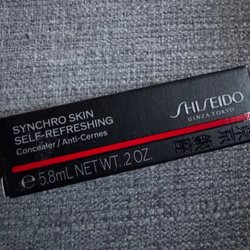 SYNCHRO SKIN
SELF-REFRESHING
Concealer / Anti-Cernes
SHISEIDO
GINZA TOKYO
℮ 5.8mL NET WT. .2 OZ.